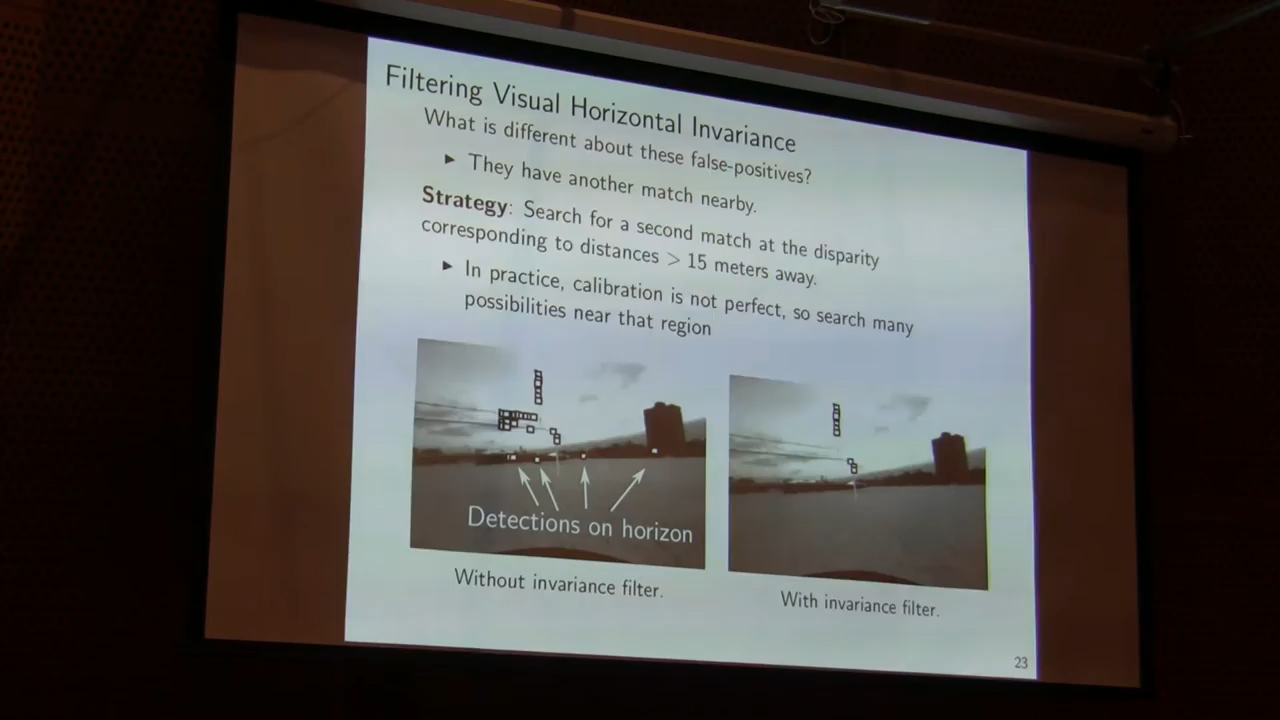 Filtering Visual Horizontal Invariance
What is different about these false-positives?
▶ They have another match nearby.
Strategy: Search for a second match at the disparity
corresponding to distances > 15 meters away.
▶ In practice, calibration is not perfect, so search many
possibilities near that region
Detections on horizon
Without invariance filter.
With invariance filter.
23